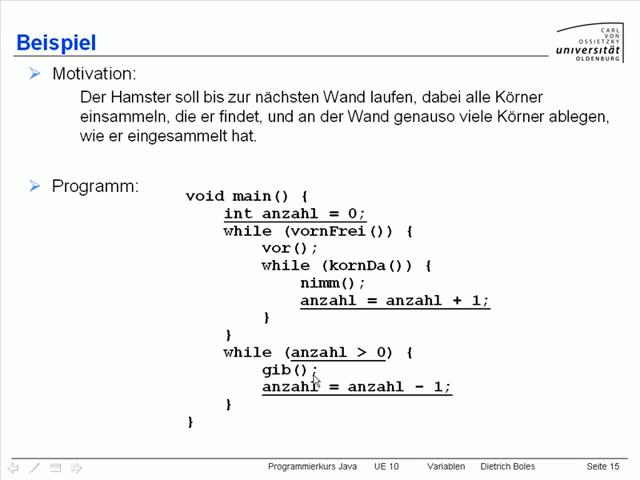 Beispiel
CARL
VON
OSSIETZKY
universität
OLDENBURG
Motivation:
Der Hamster soll bis zur nächsten Wand laufen, dabei alle Körner
einsammeln, die er findet, und an der Wand genauso viele Körner ablegen,
wie er eingesammelt hat.
Programm:
void main() {
int anzahl = 0;
while (vornFrei()) {
vor();
while (kornDa()) {
nimm();
anzahl = anzahl + 1;
}
}
while (anzahl > 0) {
gib();
anzahl = anzahl - 1;
}
}
Programmierkurs Java UE 10 Variablen Dietrich Boles Seite 15